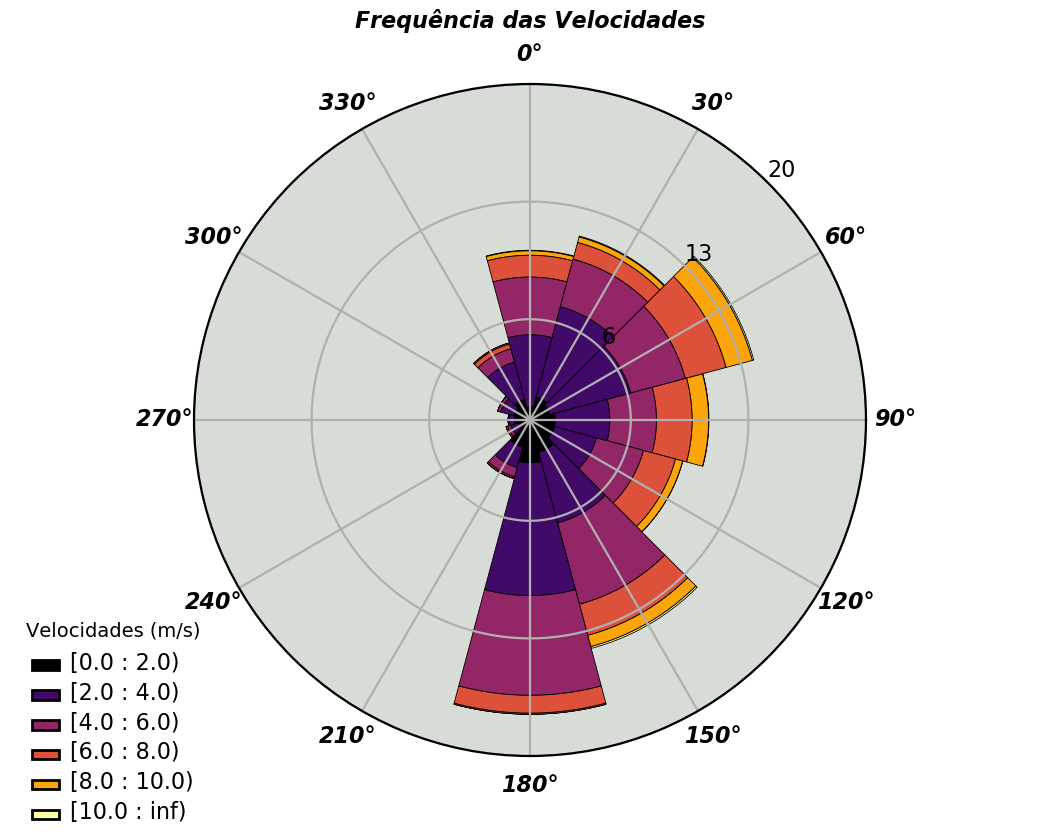 Frequência das Velocidades
0°
330°
30°
20
300°
60°
13
6
270°
90°
240°
120°
210°
150°
180°
Velocidades (m/s)
[0.0 : 2.0)
[2.0 : 4.0)
[4.0 : 6.0)
[6.0 : 8.0)
[8.0 : 10.0)
[10.0 : inf)